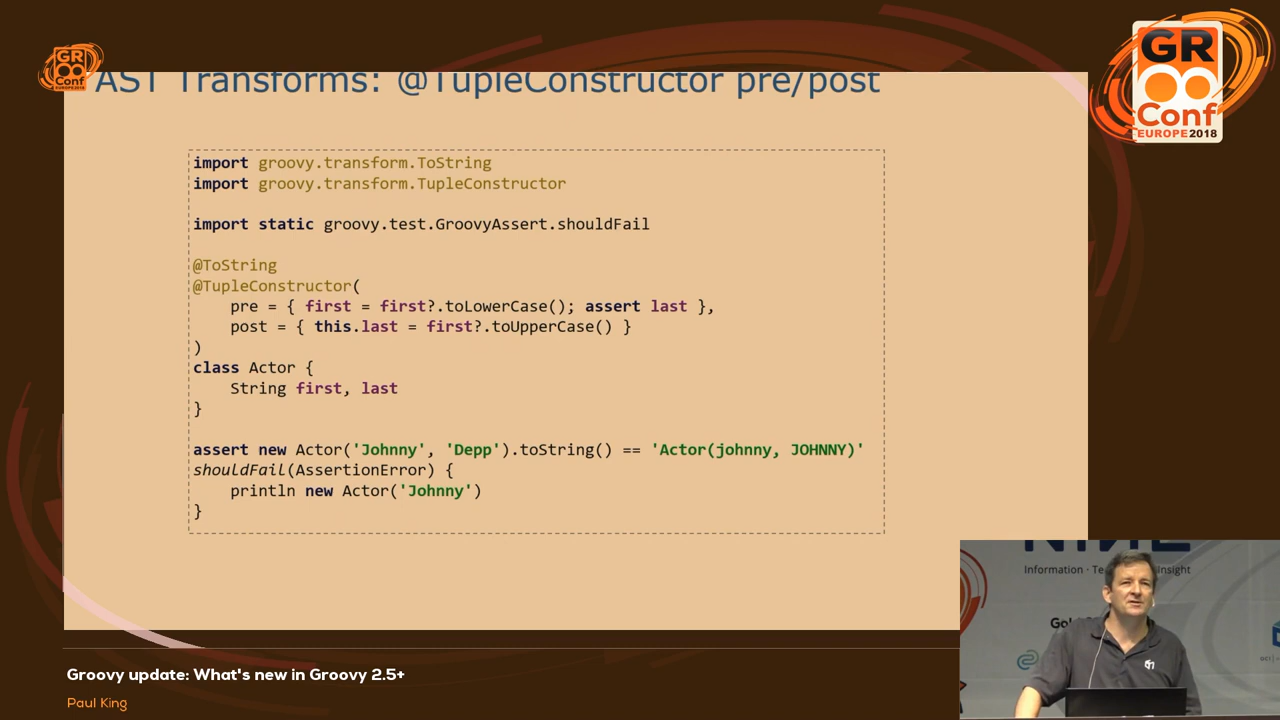 GR
Conf
EUROPE2018
GR
Conf
EUROPE2018
AST Transforms: @TupleConstructor pre/post
import groovy.transform.ToString
import groovy.transform.TupleConstructor
import static groovy.test.GroovyAssert.shouldFail
@ToString
@TupleConstructor(
pre = { first = first?.toLowerCase(); assert last },
post = { this.last = first?.toUpperCase() }
)
class Actor {
String first, last
}
assert new Actor('Johnny', 'Depp').toString() == 'Actor(johnny, JOHNNY)'
shouldFail(AssertionError) {
println new Actor('Johnny')
}
Information
Groovy update: What's new in Groovy 2.5+
Paul King